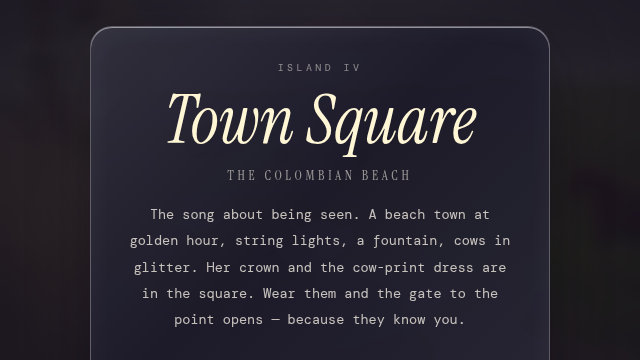 ISLAND IV
Town Square
THE COLOMBIAN BEACH
The song about being seen. A beach town at
golden hour, string lights, a fountain, cows in
glitter. Her crown and the cow-print dress are
in the square. Wear them and the gate to the
point opens — because they know you.